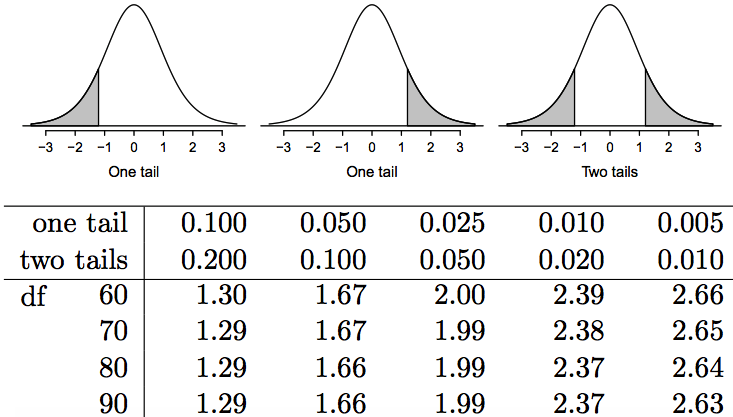 −3 −2 −1 0 1 2 3
One tail
−3 −2 −1 0 1 2 3
One tail
−3 −2 −1 0 1 2 3
Two tails
one tail 0.100 0.050 0.025 0.010 0.005
two tails 0.200 0.100 0.050 0.020 0.010
df 60 1.30 1.67 2.00 2.39 2.66
70 1.29 1.67 1.99 2.38 2.65
80 1.29 1.66 1.99 2.37 2.64
90 1.29 1.66 1.99 2.37 2.63